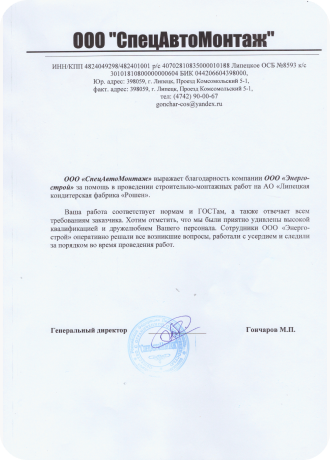 ООО "СпецАвтоМонтаж"
ИНН/КПП 4824049298/482401001 р/с 40702810835000010188 Липецкое ОСБ №8593 к/с
30101810800000000604 БИК 044206604398000,
Юр. адрес: 398059, г. Липецк, Проезд Комсомольский 5-1,
факт. адрес: 398059, г. Липецк, Проезд Комсомольский 5-1,
тел: (4742) 90-00-67
gonchar-cos@yandex.ru
ООО «СпецАвтоМонтаж» выражает благодарность компании ООО «Энерго-
строй» за помощь в проведении строительно-монтажных работ на АО «Липецкая
кондитерская фабрика «Рошен».
Ваша работа соответствует нормам и ГОСТам, а также отвечает всем
требованиям заказчика. Хотим отметить, что мы были приятно удивлены высокой
квалификацией и дружелюбием Вашего персонала. Сотрудники ООО «Энерго-
строй» оперативно решали все возникшие вопросы, работали с усердием и следили
за порядком во время проведения работ.
Генеральный директор Гончаров М.П.